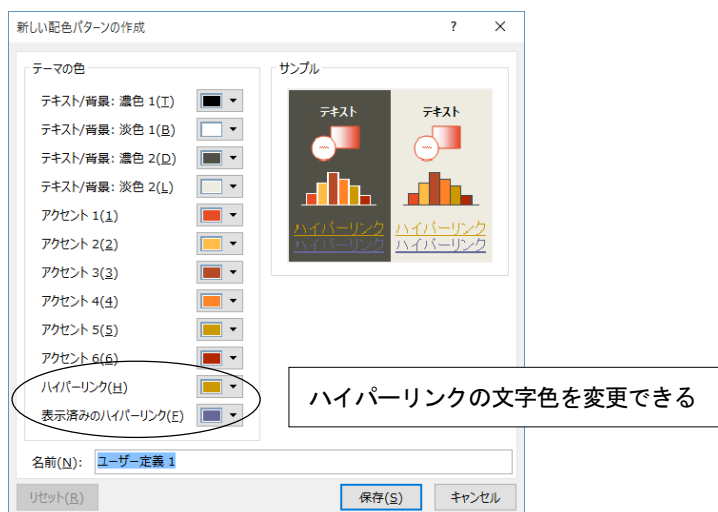 新しい配色パターンの作成
?
×
テーマの色
テキスト/背景: 濃色 1(T)
テキスト/背景: 淡色 1(B)
テキスト/背景: 濃色 2(D)
テキスト/背景: 淡色 2(L)
アクセント 1(1)
アクセント 2(2)
アクセント 3(3)
アクセント 4(4)
アクセント 5(5)
アクセント 6(6)
ハイパーリンク(H)
表示済みのハイパーリンク(F)
サンプル
テキスト テキスト
ハイパーリンク ハイパーリンク
ハイパーリンク ハイパーリンク
ハイパーリンクの文字色を変更できる
名前(N): ユーザー定義 1
リセット(R) 保存(S) キャンセル